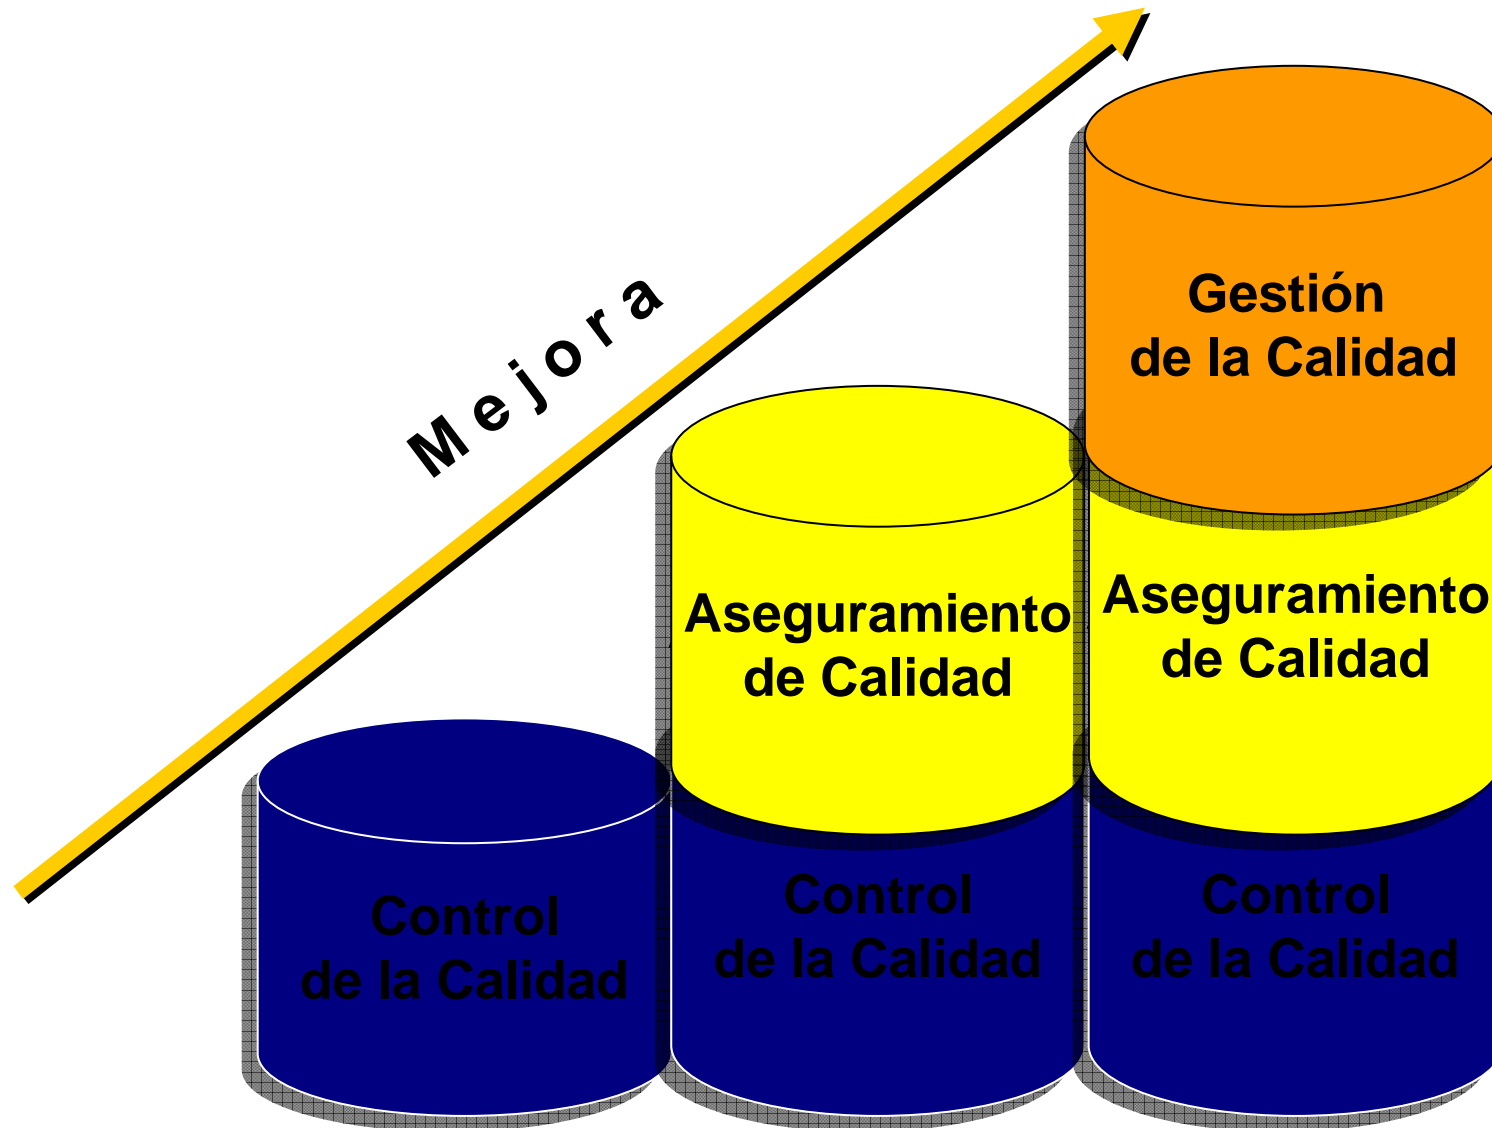 Mejora
Gestión
de la Calidad
Aseguramiento
de Calidad
Aseguramiento
de Calidad
Control
de la Calidad
Control
de la Calidad
Control
de la Calidad